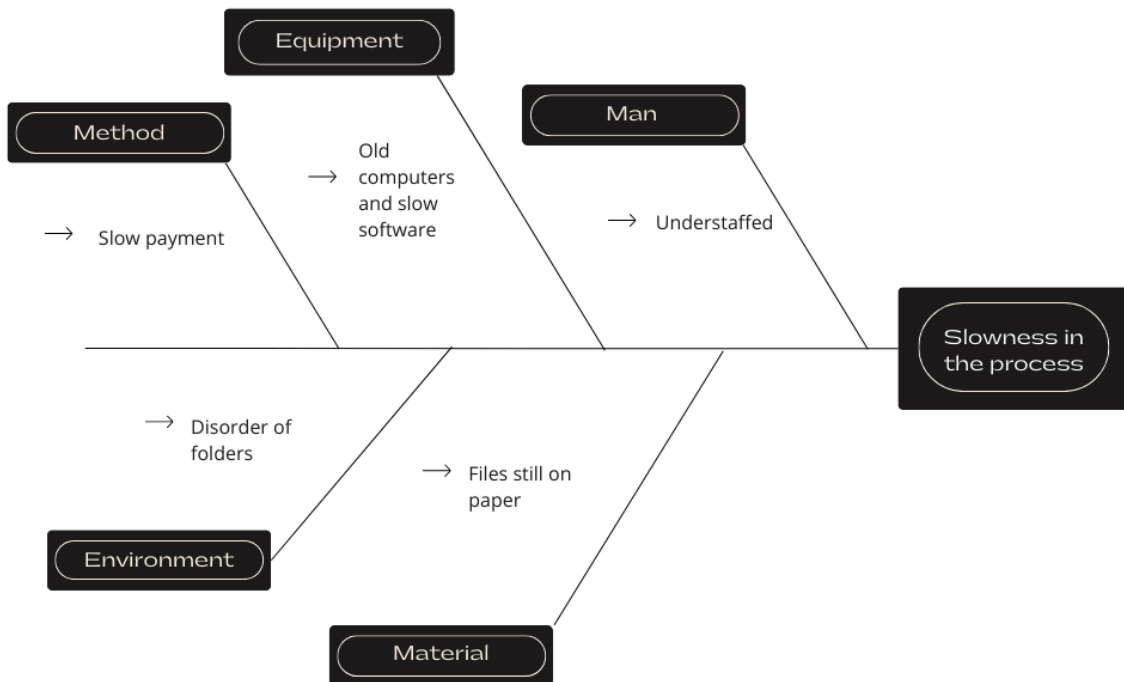 Equipment
Man
Method
Old
computers
and slow
software
Understaffed
Slow payment
Slowness in
the process
Disorder of
folders
Files still on
paper
Environment
Material